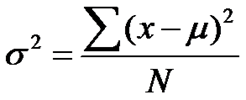 σ² = ∑(x − μ)² / N